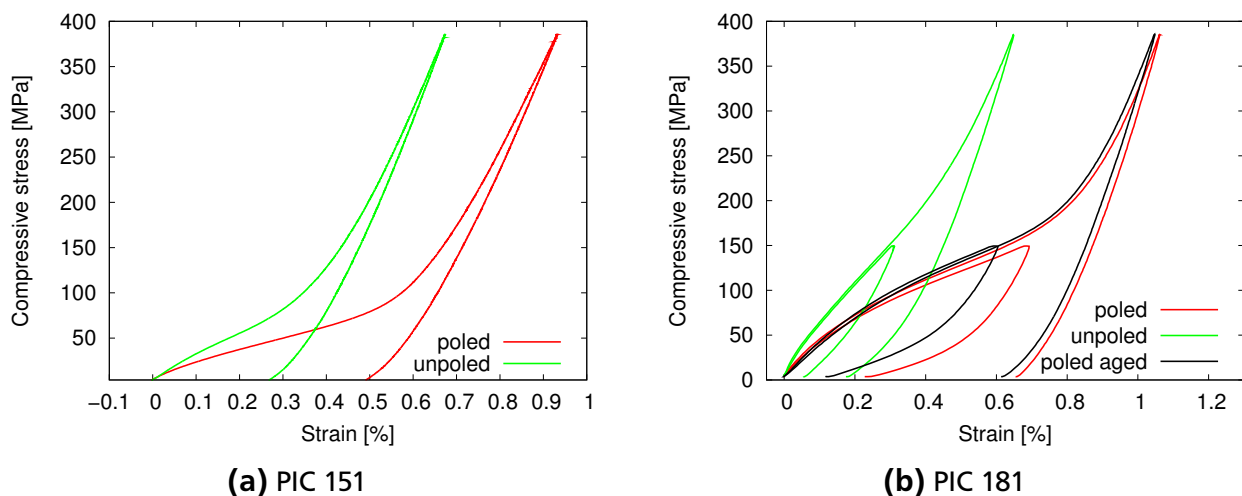 400
350
300
250
200
150
100
50
Compressive stress [MPa]
poled
unpoled
−0.1 0 0.1 0.2 0.3 0.4 0.5 0.6 0.7 0.8 0.9 1
Strain [%]
(a) PIC 151
400
350
300
250
200
150
100
50
0
Compressive stress [MPa]
poled
unpoled
poled aged
0 0.2 0.4 0.6 0.8 1 1.2
Strain [%]
(b) PIC 181